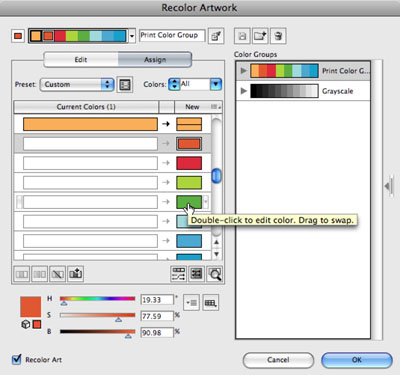 Recolor Artwork
Print Color Group
Edit
Assign
Color Groups
Preset: Custom
Colors: All
Print Color G...
Current Colors (1)
New
Grayscale
Double-click to edit color. Drag to swap.
H
19.33
°
S
77.59
%
B
90.98
%
Recolor Art
Cancel
OK